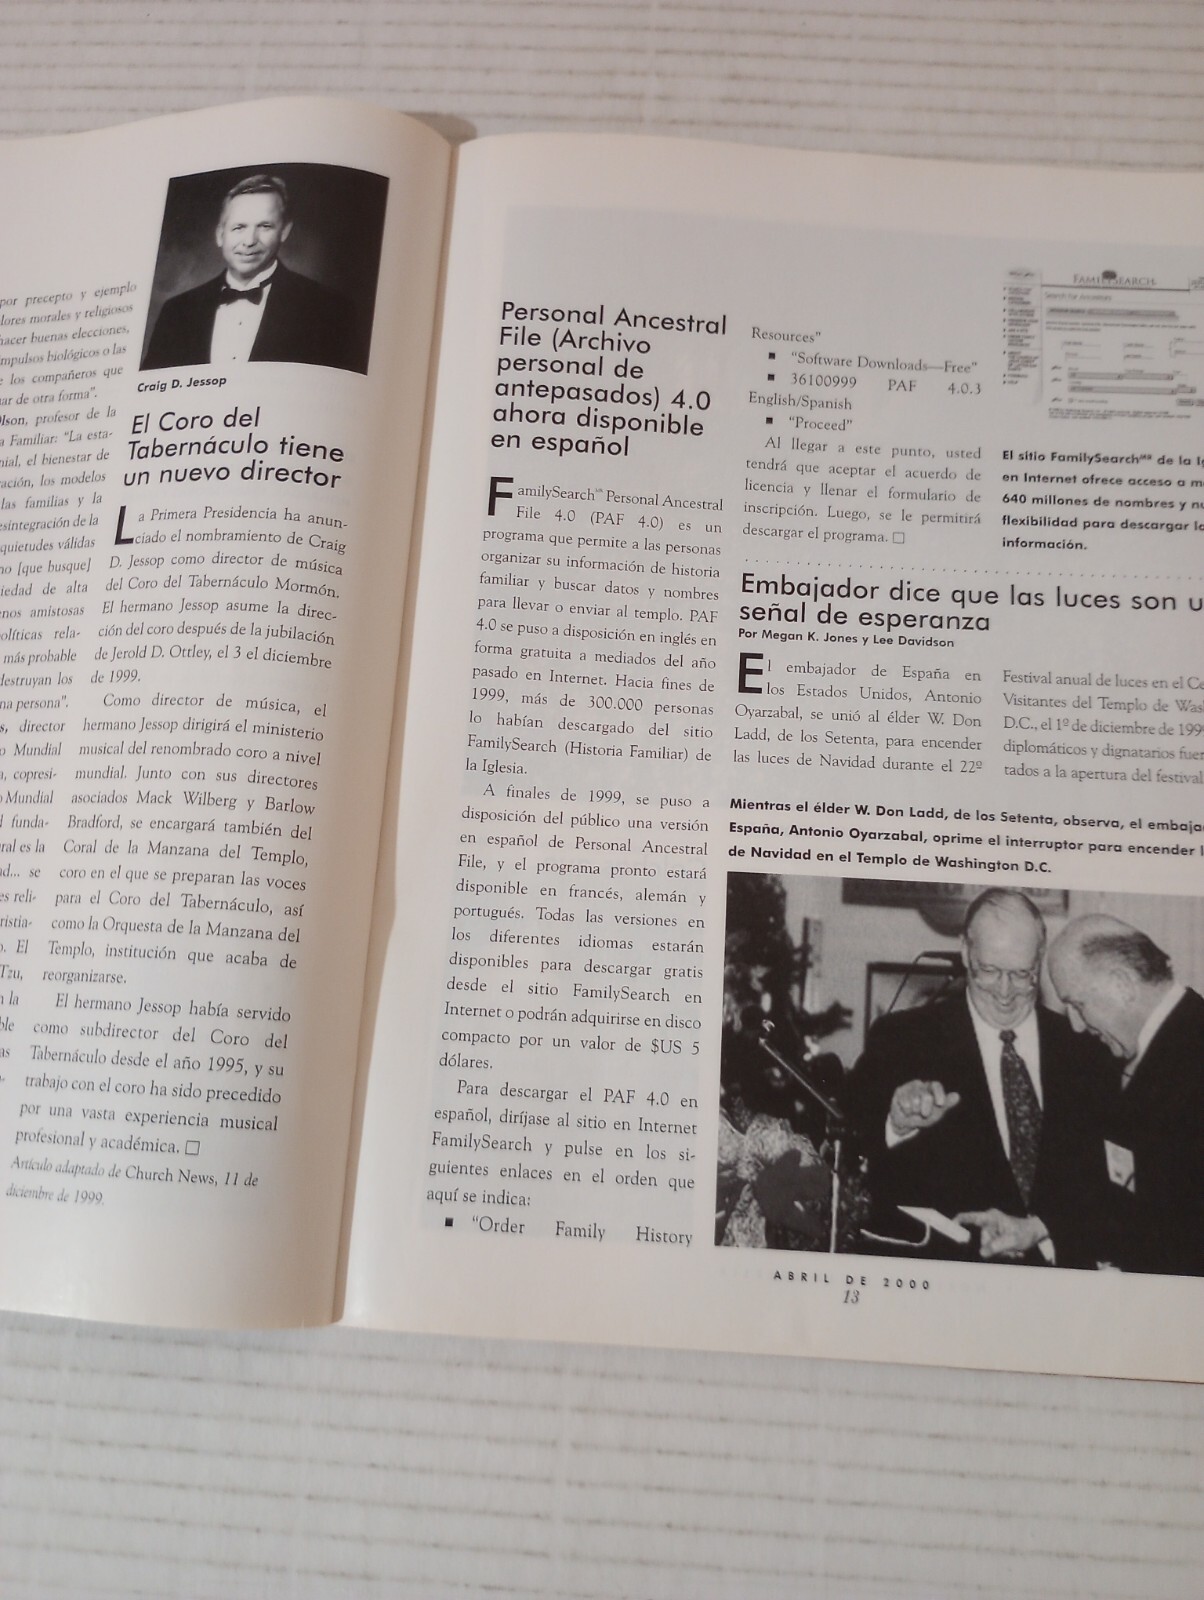 por precepto y ejemplo
lores morales y religiosos
hacer buenas elecciones,
impulsos biológicos o las
e los compañeros que
ar de otra forma".
lson, profesor de la
a Familiar: "La esta-
nial, el bienestar de
ación, los modelos
las familias y la
esintegración de la
quietudes válidas
no [que busque]
iedad de alta
nos amistosas
olíticas rela-
más probable
destruyan los
na persona".
s, director
o Mundial
a, copresi-
Mundial
l funda-
ral es la
ad... se
es reli-
ristia-
o. El
Tzu,
n la
ble
as
Craig D. Jessop
El Coro del
Tabernáculo tiene
un nuevo director
La Primera Presidencia ha anun-
ciado el nombramiento de Craig
D. Jessop como director de música
del Coro del Tabernáculo Mormón.
El hermano Jessop asume la direc-
ción del coro después de la jubilación
de Jerold D. Ottley, el 3 el diciembre
de 1999.
Como director de música, el
hermano Jessop dirigirá el ministerio
musical del renombrado coro a nivel
mundial. Junto con sus directores
asociados Mack Wilberg y Barlow
Bradford, se encargará también del
Coral de la Manzana del Templo,
coro en el que se preparan las voces
para el Coro del Tabernáculo, así
como la Orquesta de la Manzana del
Templo, institución que acaba de
reorganizarse.
El hermano Jessop había servido
como subdirector del Coro del
Tabernáculo desde el año 1995, y su
trabajo con el coro ha sido precedido
por una vasta experiencia musical
profesional y académica. □
Artículo adaptado de Church News, 11 de
diciembre de 1999.
Personal Ancestral
File (Archivo
personal de
antepasados) 4.0
ahora disponible
en español
FamilySearch Personal Ancestral
File 4.0 (PAF 4.0) es un
programa que permite a las personas
organizar su información de historia
familiar y buscar datos y nombres
para llevar o enviar al templo. PAF
4.0 se puso a disposición en inglés en
forma gratuita a mediados del año
pasado en Internet. Hacia fines de
1999, más de 300.000 personas
lo habían descargado del sitio
FamilySearch (Historia Familiar) de
la Iglesia.
A finales de 1999, se puso a
disposición del público una versión
en español de Personal Ancestral
File, y el programa pronto estará
disponible en francés, alemán y
portugués. Todas las versiones en
los diferentes idiomas estarán
disponibles para descargar gratis
desde el sitio FamilySearch en
Internet o podrán adquirirse en disco
compacto por un valor de $US 5
dólares.
Para descargar el PAF 4.0 en
español, diríjase al sitio en Internet
FamilySearch y pulse en los si-
guientes enlaces en el orden que
aquí se indica:
■ "Order Family History
Resources"
■ "Software Downloads—Free"
■ 36100999 PAF 4.0.3
English/Spanish
■ "Proceed"
Al llegar a este punto, usted
tendrá que aceptar el acuerdo de
licencia y llenar el formulario de
inscripción. Luego, se le permitirá
descargar el programa. □
FAMILYSEARCH
Search for Ancestors
El sitio FamilySearch de la Ig
en Internet ofrece acceso a m
640 millones de nombres y nu
flexibilidad para descargar la
información.
Embajador dice que las luces son u
señal de esperanza
Por Megan K. Jones y Lee Davidson
El embajador de España en
los Estados Unidos, Antonio
Oyarzabal, se unió al élder W. Don
Ladd, de los Setenta, para encender
las luces de Navidad durante el 22º
Festival anual de luces en el Ce
Visitantes del Templo de Was
D.C., el 1º de diciembre de 199
diplomáticos y dignatarios fuer
tados a la apertura del festival
Mientras el élder W. Don Ladd, de los Setenta, observa, el embaja
España, Antonio Oyarzabal, oprime el interruptor para encender l
de Navidad en el Templo de Washington D.C.
ABRIL DE 2000
13